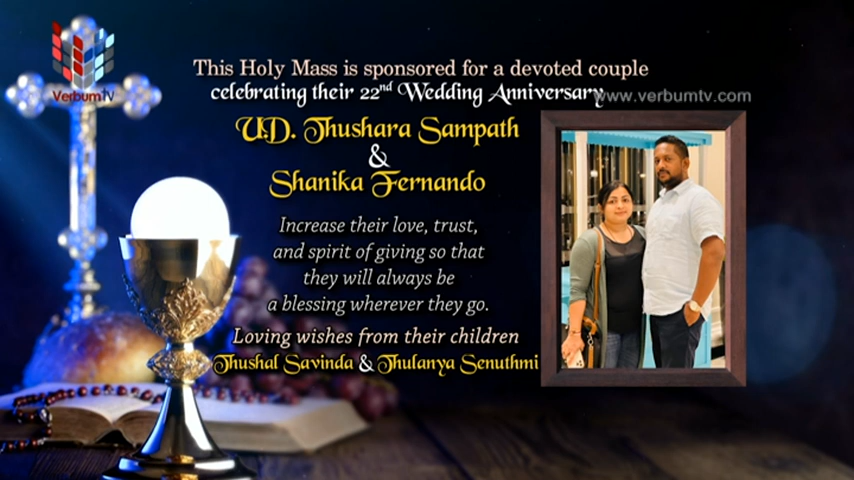 VerbumTV
This Holy Mass is sponsored for a devoted couple
celebrating their 22nd Wedding Anniversary
www.verbumtv.com
U.D. Thushara Sampath
&
Shanika Fernando
Increase their love, trust,
and spirit of giving so that
they will always be
a blessing wherever they go.
Loving wishes from their children
Thushal Savinda & Thulanya Senuthmi